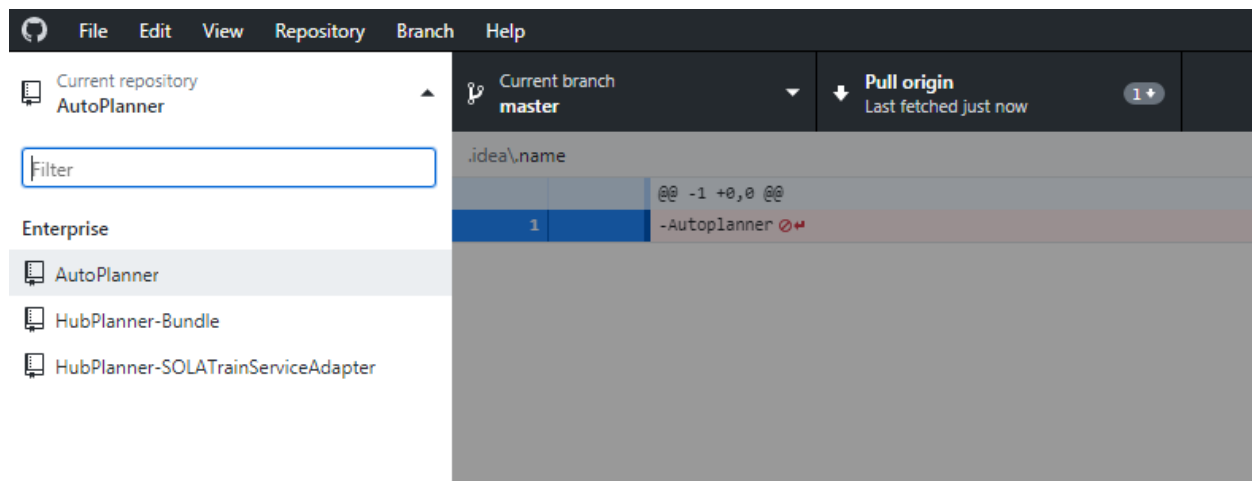 File Edit View Repository Branch Help
Current repository
AutoPlanner
Current branch
master
Pull origin
Last fetched just now
1
Filter
Enterprise
AutoPlanner
HubPlanner-Bundle
HubPlanner-SOLATrainServiceAdapter
.idea\.name
@@ -1 +0,0 @@
1 -Autoplanner